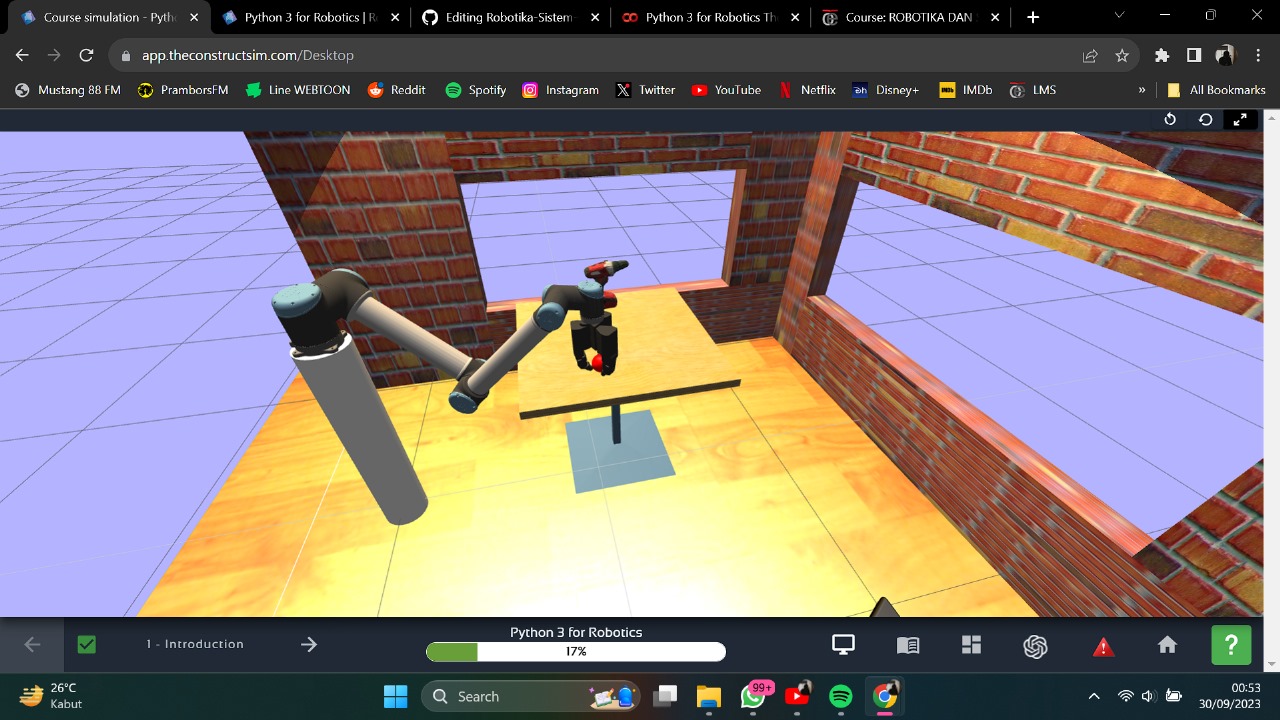 Course simulation - Pytho
Python 3 for Robotics | R
Editing Robotika-Sistem-
Python 3 for Robotics Th
Course: ROBOTIKA DAN
app.theconstructsim.com/Desktop
Mustang 88 FM
PramborsFM
Line WEBTOON
Reddit
Spotify
Instagram
Twitter
YouTube
Netflix
Disney+
IMDb
LMS
»
All Bookmarks
1 - Introduction
Python 3 for Robotics
17%
?
26°C
Kabut
Search
99+
00:53
30/09/2023